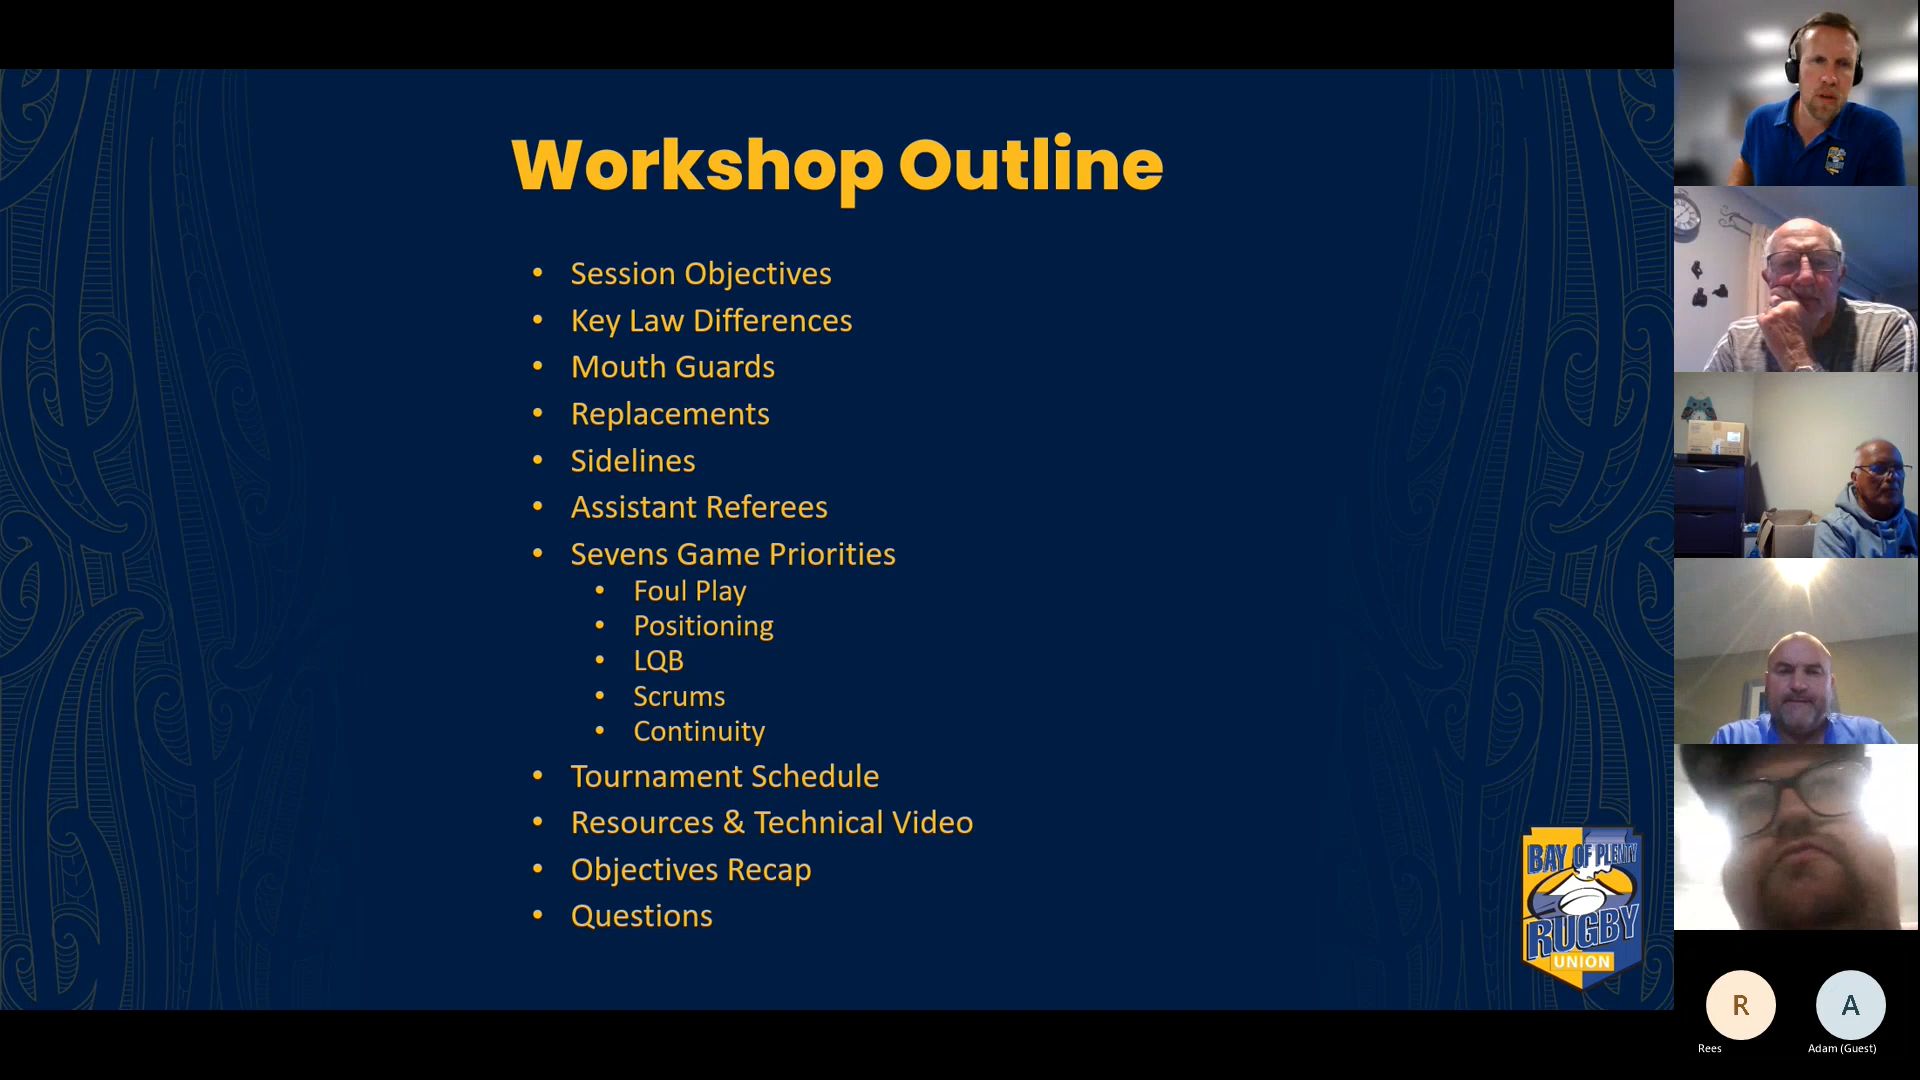 Workshop Outline
• Session Objectives
• Key Law Differences
• Mouth Guards
• Replacements
• Sidelines
• Assistant Referees
• Sevens Game Priorities
• Foul Play
• Positioning
• LQB
• Scrums
• Continuity
• Tournament Schedule
• Resources & Technical Video
• Objectives Recap
• Questions
BAY OF PLENTY
RUGBY
UNION
R
A
Rees
Adam (Guest)